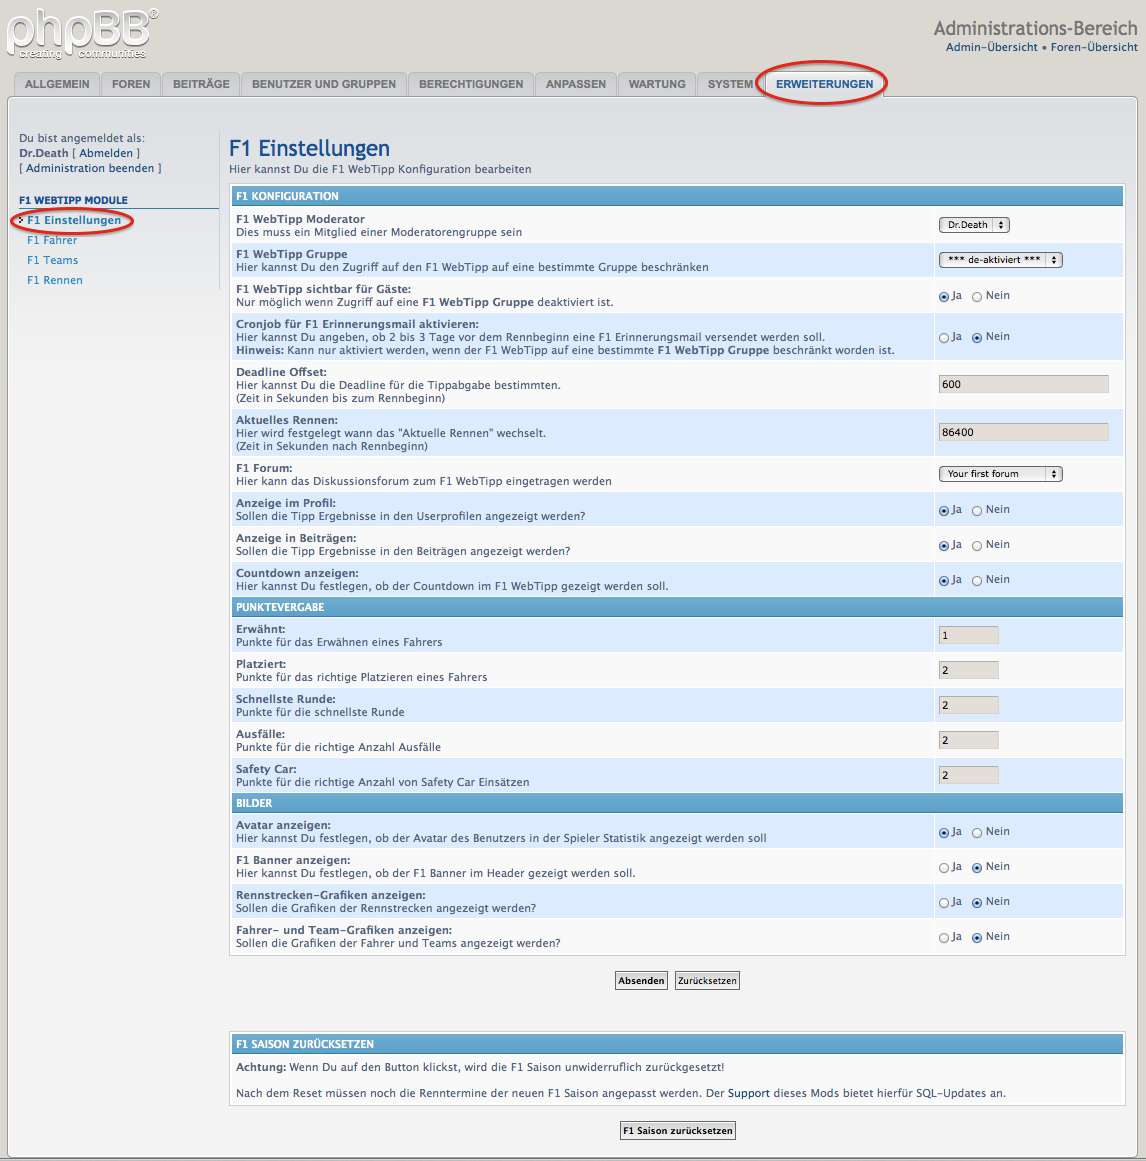 phpBB®
creating communities
Administrations-Bereich
Admin-Übersicht • Foren-Übersicht
ALLGEMEIN FOREN BEITRÄGE BENUTZER UND GRUPPEN BERECHTIGUNGEN ANPASSEN WARTUNG SYSTEM ERWEITERUNGEN
Du bist angemeldet als:
Dr.Death [ Abmelden ]
[ Administration beenden ]
F1 WEBTIPP MODULE
F1 Einstellungen
F1 Fahrer
F1 Teams
F1 Rennen
F1 Einstellungen
Hier kannst Du die F1 WebTipp Konfiguration bearbeiten
F1 KONFIGURATION
F1 WebTipp Moderator
Dies muss ein Mitglied einer Moderatorengruppe sein
Dr.Death
F1 WebTipp Gruppe
Hier kannst Du den Zugriff auf den F1 WebTipp auf eine bestimmte Gruppe beschränken
*** de-aktiviert ***
F1 WebTipp sichtbar für Gäste:
Nur möglich wenn Zugriff auf eine F1 WebTipp Gruppe deaktiviert ist.
Ja Nein
Cronjob für F1 Erinnerungsmail aktivieren:
Hier kannst Du angeben, ob 2 bis 3 Tage vor dem Rennbeginn eine F1 Erinnerungsmail versendet werden soll.
Hinweis: Kann nur aktiviert werden, wenn der F1 WebTipp auf eine bestimmte F1 WebTipp Gruppe beschränkt worden ist.
Ja Nein
Deadline Offset:
Hier kannst Du die Deadline für die Tippabgabe bestimmten.
(Zeit in Sekunden bis zum Rennbeginn)
600
Aktuelles Rennen:
Hier wird festgelegt wann das "Aktuelle Rennen" wechselt.
(Zeit in Sekunden nach Rennbeginn)
86400
F1 Forum:
Hier kann das Diskussionsforum zum F1 WebTipp eingetragen werden
Your first forum
Anzeige im Profil:
Sollen die Tipp Ergebnisse in den Userprofilen angezeigt werden?
Ja Nein
Anzeige in Beiträgen:
Sollen die Tipp Ergebnisse in den Beiträgen angezeigt werden?
Ja Nein
Countdown anzeigen:
Hier kannst Du festlegen, ob der Countdown im F1 WebTipp gezeigt werden soll.
Ja Nein
PUNKTEVERGABE
Erwähnt:
Punkte für das Erwähnen eines Fahrers
1
Platziert:
Punkte für das richtige Platzieren eines Fahrers
2
Schnellste Runde:
Punkte für die schnellste Runde
2
Ausfälle:
Punkte für die richtige Anzahl Ausfälle
2
Safety Car:
Punkte für die richtige Anzahl von Safety Car Einsätzen
2
BILDER
Avatar anzeigen:
Hier kannst Du festlegen, ob der Avatar des Benutzers in der Spieler Statistik angezeigt werden soll
Ja Nein
F1 Banner anzeigen:
Hier kannst Du festlegen, ob der F1 Banner im Header gezeigt werden soll.
Ja Nein
Rennstrecken-Grafiken anzeigen:
Sollen die Grafiken der Rennstrecken angezeigt werden?
Ja Nein
Fahrer- und Team-Grafiken anzeigen:
Sollen die Grafiken der Fahrer und Teams angezeigt werden?
Ja Nein
Absenden Zurücksetzen
F1 SAISON ZURÜCKSETZEN
Achtung: Wenn Du auf den Button klickst, wird die F1 Saison unwiderruflich zurückgesetzt!
Nach dem Reset müssen noch die Renntermine der neuen F1 Saison angepasst werden. Der Support dieses Mods bietet hierfür SQL-Updates an.
F1 Saison zurücksetzen